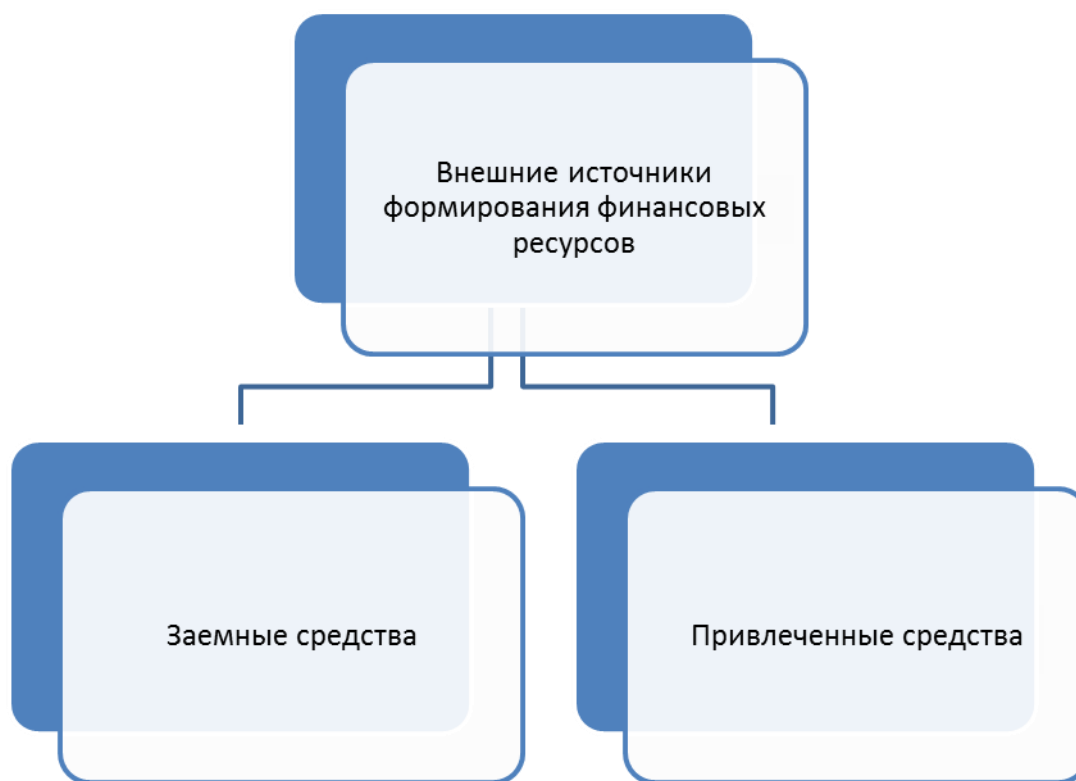 Внешние источники
формирования финансовых
ресурсов
Заемные средства
Привлеченные средства